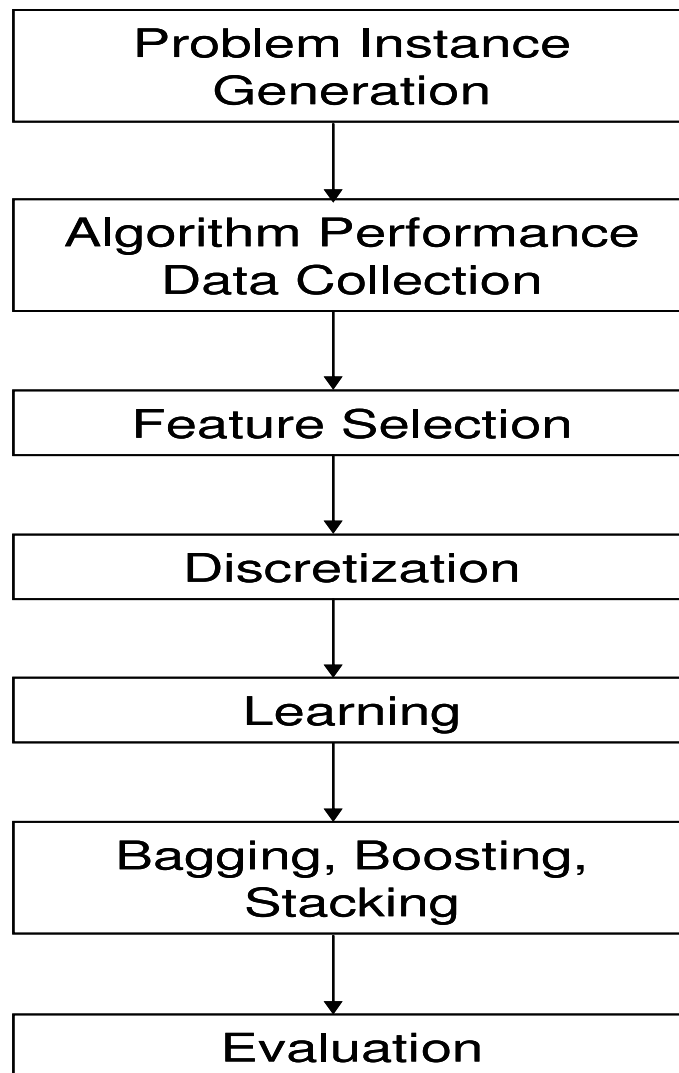 Problem Instance
Generation
Algorithm Performance
Data Collection
Feature Selection
Discretization
Learning
Bagging, Boosting,
Stacking
Evaluation